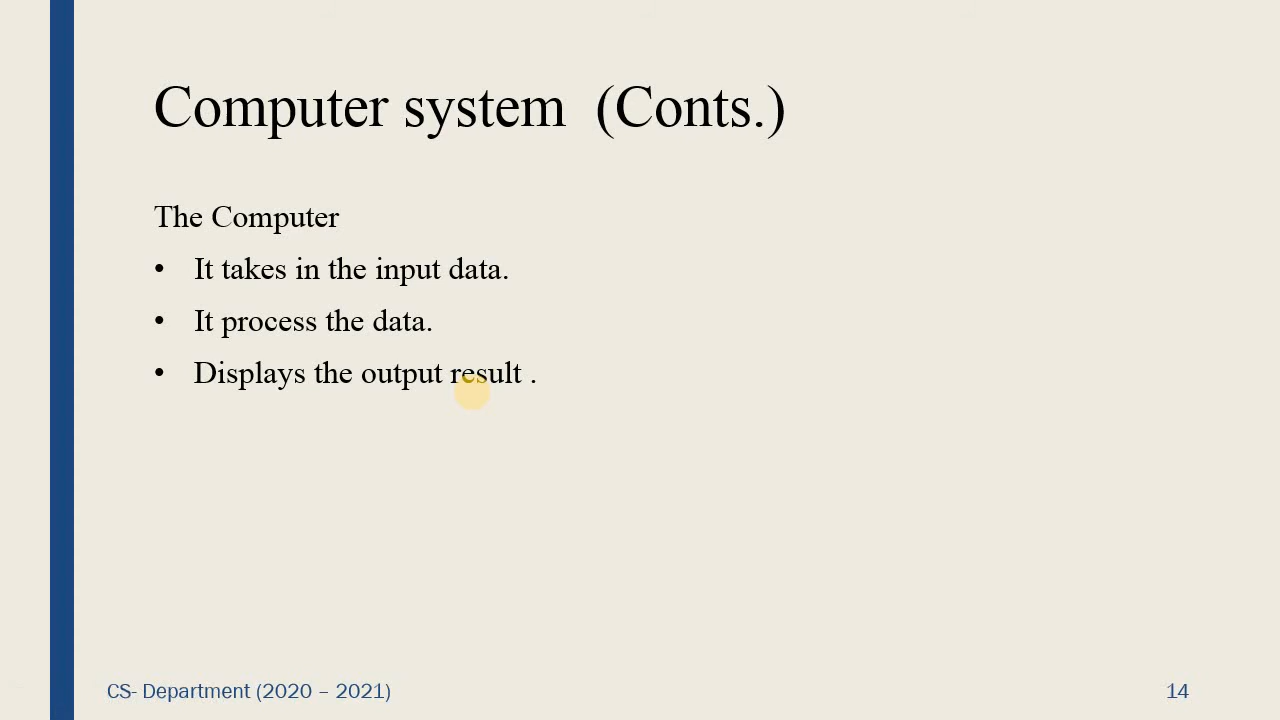 Computer system  (Conts.)
The Computer
• It takes in the input data.
• It process the data.
• Displays the output result .
CS- Department (2020 – 2021)
14